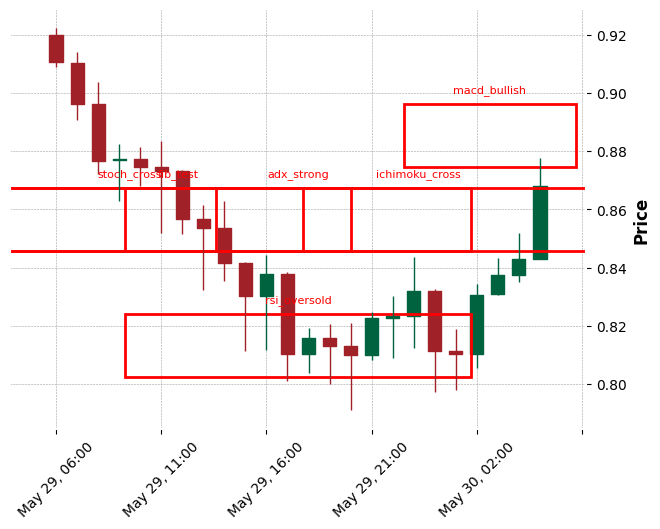 0.92
macd_bullish
0.90
0.88
stoch_cross
adx_strong
ichimoku_cross
0.86
Price
0.84
rsi_oversold
0.82
0.80
May 29, 06:00
May 29, 11:00
May 29, 16:00
May 29, 21:00
May 30, 02:00